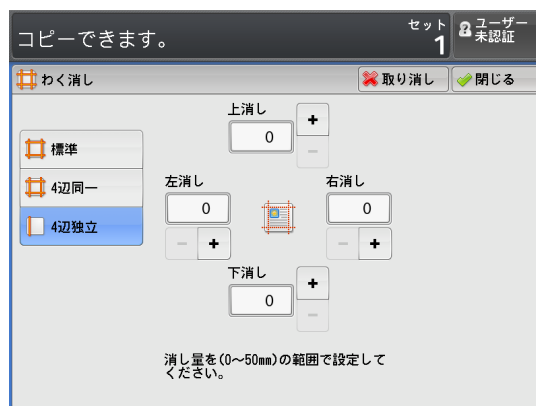 コピーできます。
セット
1
ユーザー
未認証
わく消し
取り消し
閉じる
標準
4辺同一
4辺独立
上消し
0
+
-
左消し
0
- +
右消し
0
- +
下消し
0
+
-
消し量を(0～50mm)の範囲で設定して
ください。